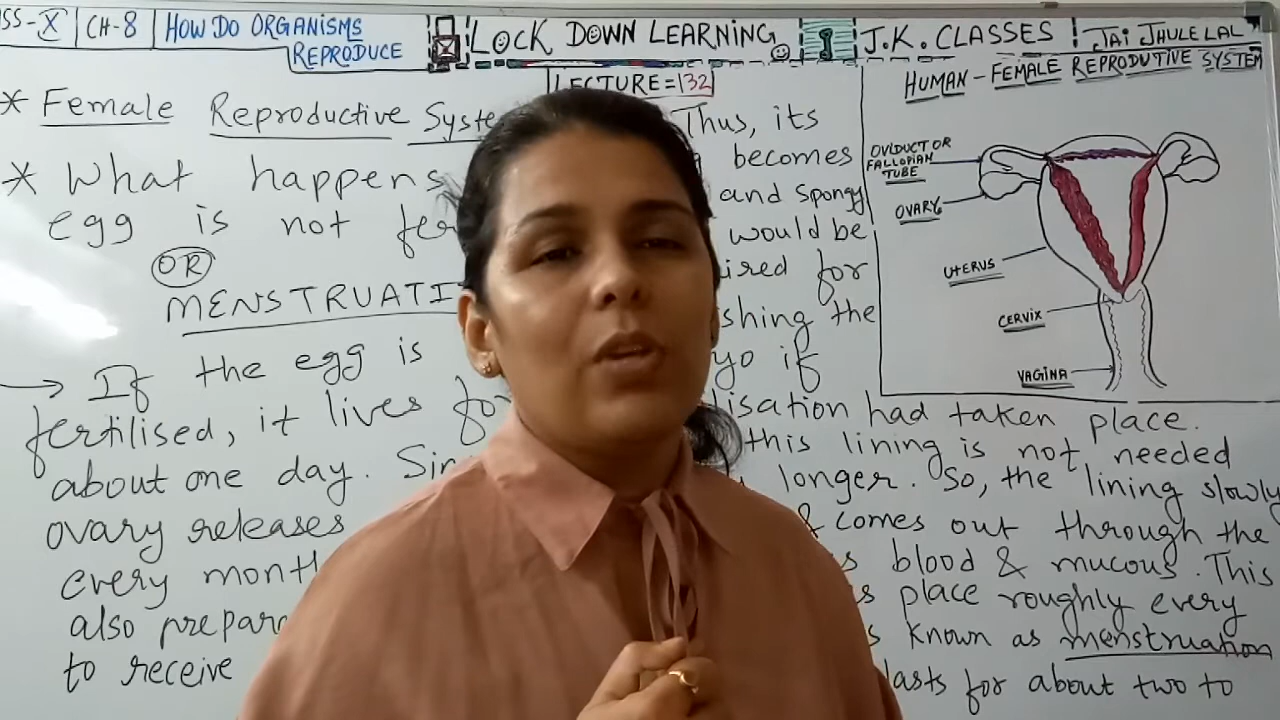 SS-X CH-8 HOW DO ORGANISMS REPRODUCE
LOCK DOWN LEARNING J.K. CLASSES ! JAI JHULELAL
LECTURE=132
* Female Reproductive Syste
* What happens
egg is not fer
OR
MENSTRUATI
→ If the egg is
fertilised, it lives fo
about one day. Sin
ovary releases
every month
also prepare
to receive
Thus, its
becomes
and spongy
would be
ired for
shing the
yo if
lisation had taken place.
this lining is not needed
longer. So, the lining slowly
& comes out through the
s blood & mucous. This
s place roughly every
s known as menstruation
lasts for about two to
HUMAN - FEMALE REPRODUTIVE SYSTEM
OVIDUCT OR
FALLOPIAN
TUBE
OVARY
UTERUS
CERVIX
VAGINA